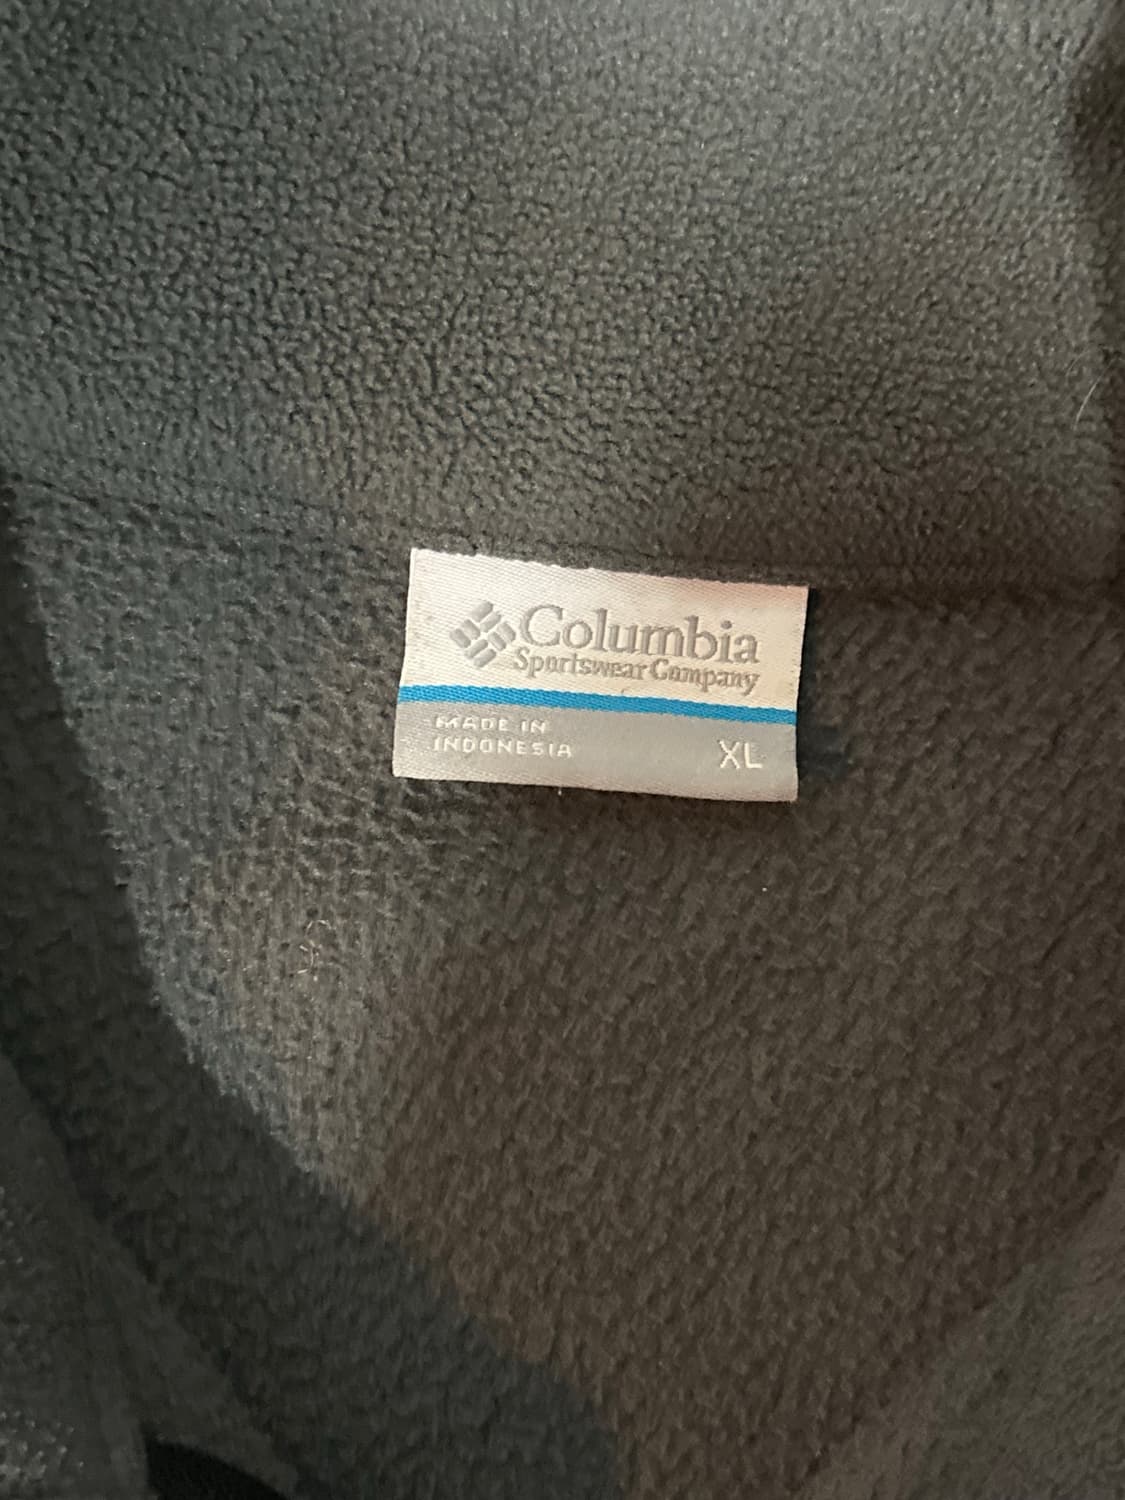 Columbia
Sportswear Company
MADE IN
INDONESIA
XL